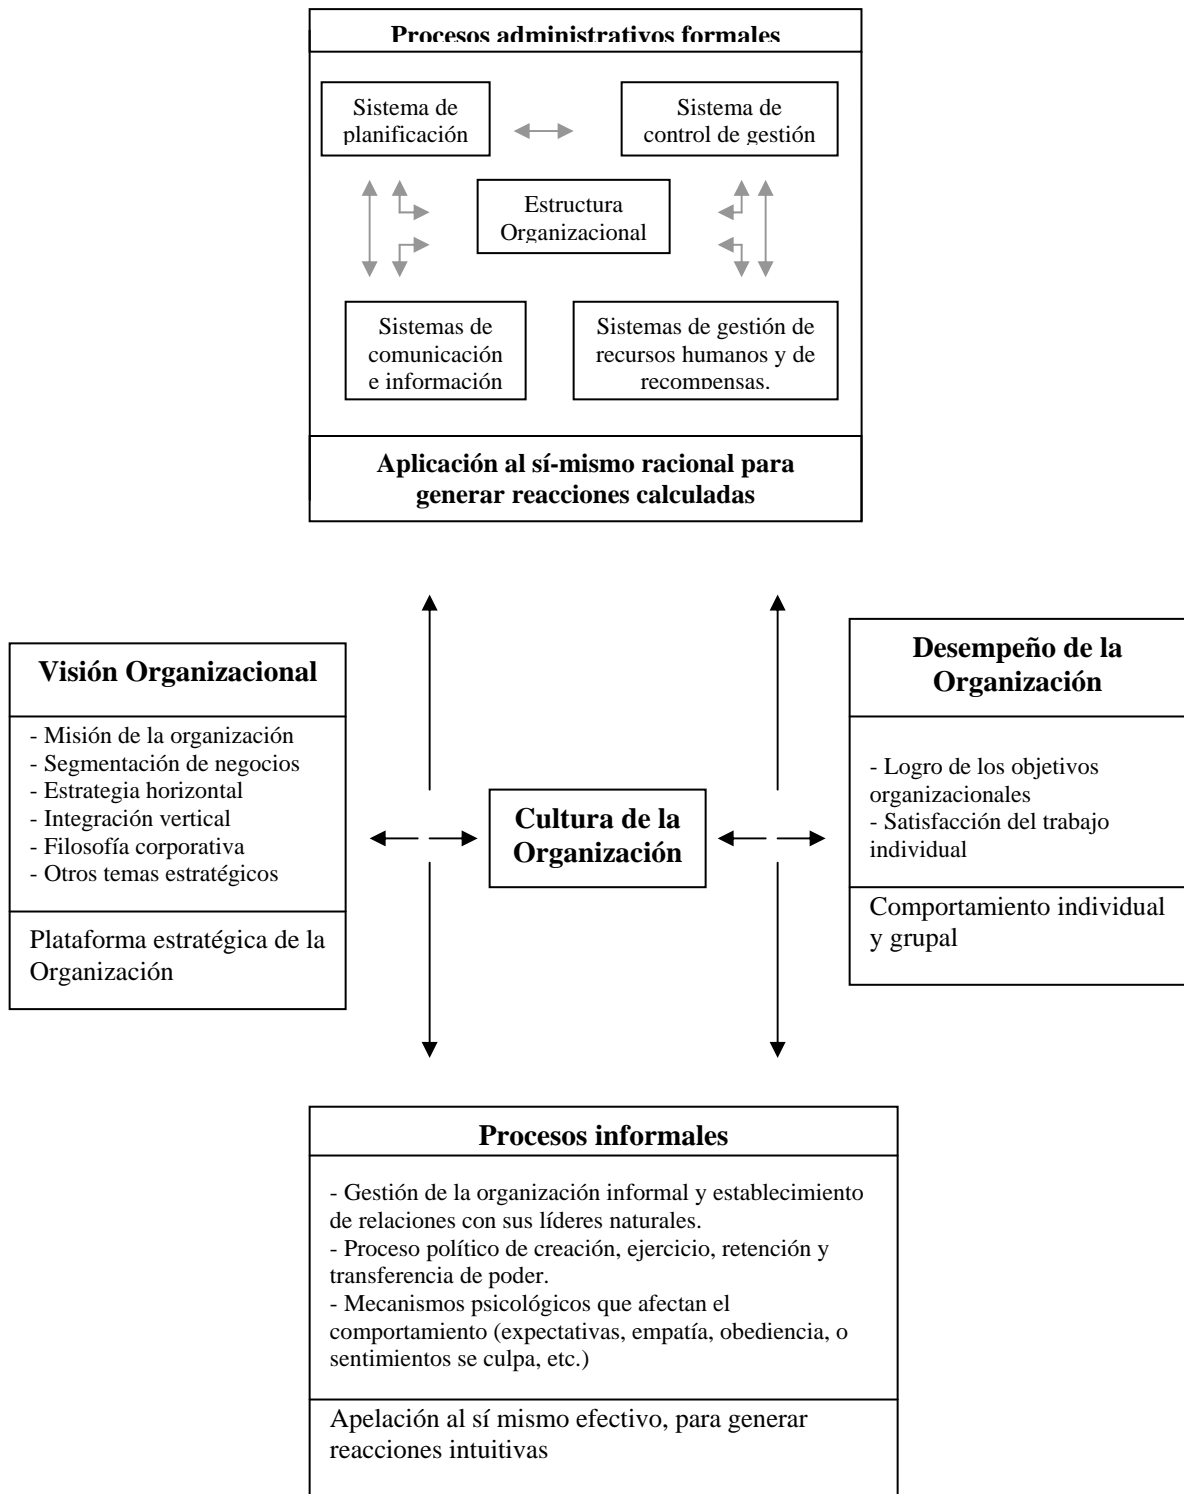 Procesos administrativos formales
Sistema de
planificación
Sistema de
control de gestión
Estructura
Organizacional
Sistemas de
comunicación
e información
Sistemas de gestión de
recursos humanos y de
recompensas.
Aplicación al sí-mismo racional para
generar reacciones calculadas
Visión Organizacional
- Misión de la organización
- Segmentación de negocios
- Estrategia horizontal
- Integración vertical
- Filosofía corporativa
- Otros temas estratégicos
Plataforma estratégica de la
Organización
Cultura de la
Organización
Desempeño de la
Organización
- Logro de los objetivos
organizacionales
- Satisfacción del trabajo
individual
Comportamiento individual
y grupal
Procesos informales
- Gestión de la organización informal y establecimiento
de relaciones con sus líderes naturales.
- Proceso político de creación, ejercicio, retención y
transferencia de poder.
- Mecanismos psicológicos que afectan el
comportamiento (expectativas, empatía, obediencia, o
sentimientos se culpa, etc.)
Apelación al sí mismo efectivo, para generar
reacciones intuitivas